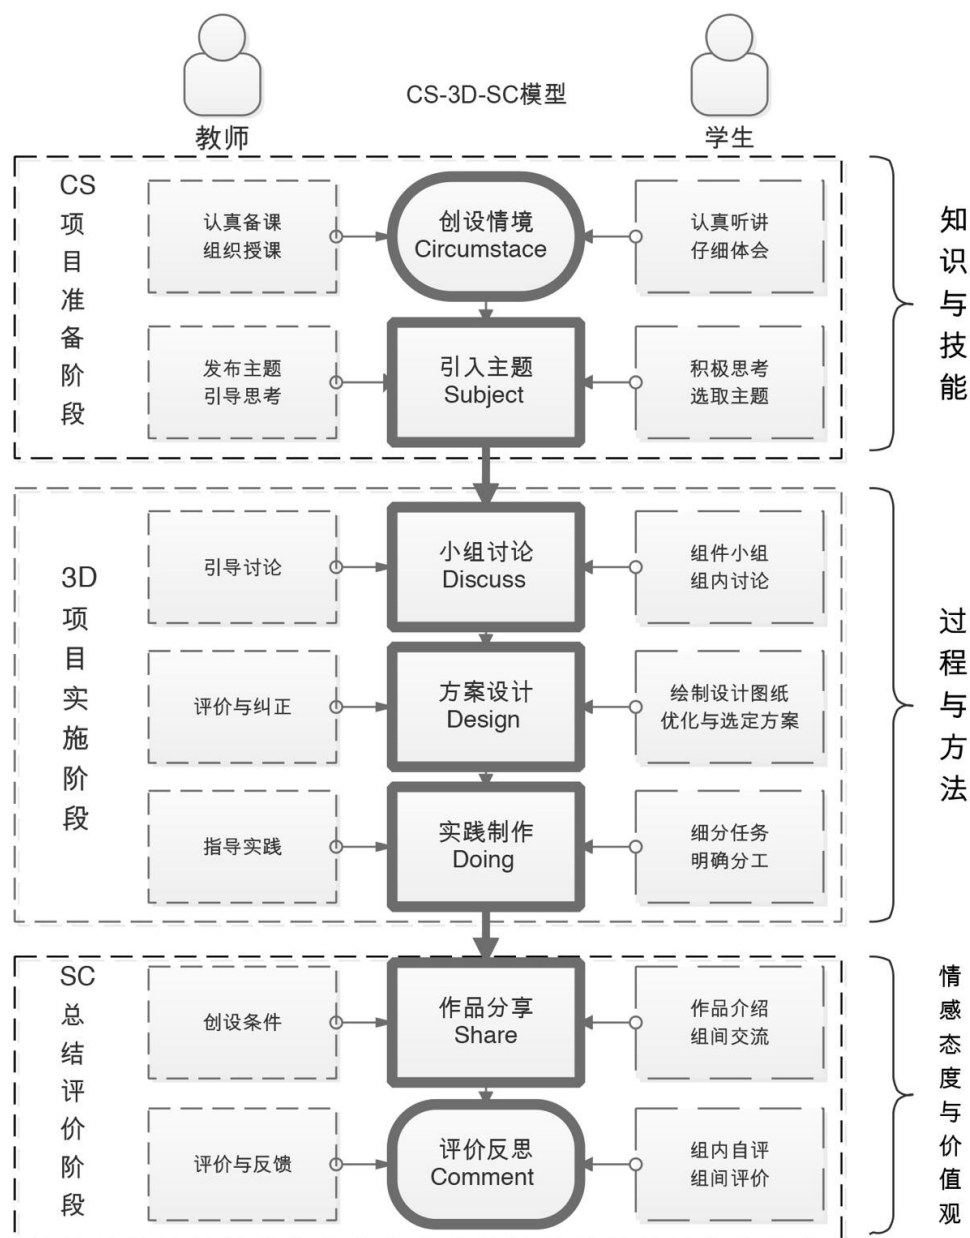 CS-3D-SC模型
教师
学生
CS
项目准备阶段
认真备课
组织授课
创设情境
Circumstace
认真听讲
仔细体会
发布主题
引导思考
引入主题
Subject
积极思考
选取主题
知识与技能
3D
项目实施阶段
引导讨论
小组讨论
Discuss
组件小组
组内讨论
评价与纠正
方案设计
Design
绘制设计图纸
优化与选定方案
指导实践
实践制作
Doing
细分任务
明确分工
过程与方法
SC
总结评价阶段
创设条件
作品分享
Share
作品介绍
组间交流
评价与反馈
评价反思
Comment
组内自评
组间评价
情感态度与价值观